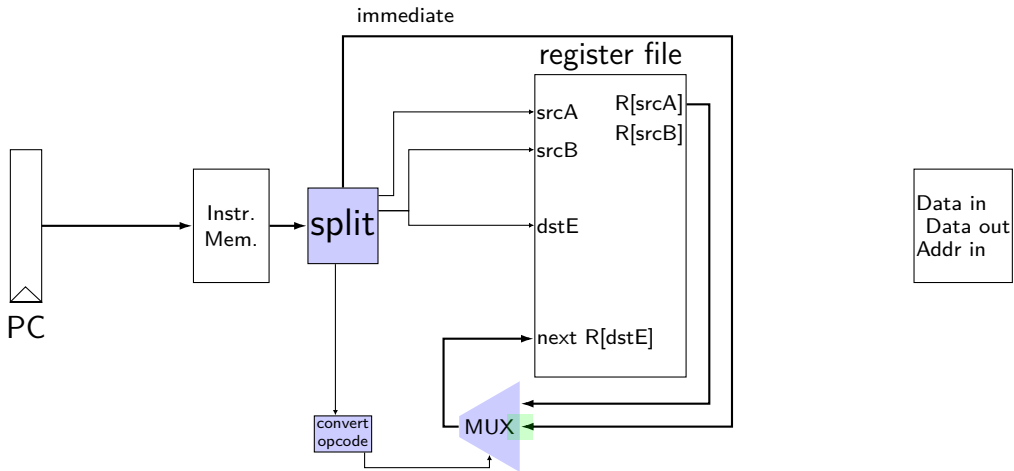 immediate
register file
srcA
R[srcA]
srcB
R[srcB]
Instr.
Mem.
split
dstE
Data in
Data out
Addr in
PC
next R[dstE]
convert
opcode
MUX